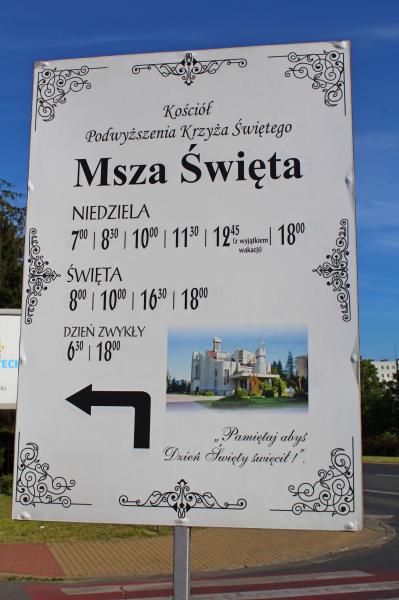 Kościół
Podwyższenia Krzyża Świętego
Msza Święta
NIEDZIELA
7⁰⁰ | 8³⁰ | 10⁰⁰ | 11³⁰ | 12⁴⁵ (z wyjątkiem wakacji) | 18⁰⁰
ŚWIĘTA
8⁰⁰ | 10⁰⁰ | 16³⁰ | 18⁰⁰
DZIEŃ ZWYKŁY
6³⁰ | 18⁰⁰
„Pamiętaj abyś
Dzień Święty święcił!”.
TECH